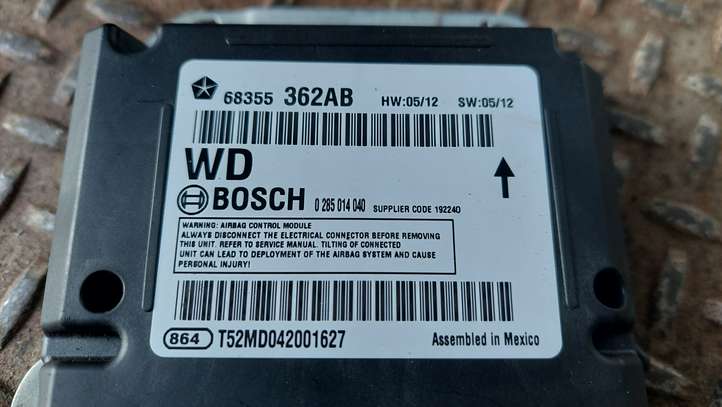 68355 362AB HW:05/12 SW:05/12
WD
BOSCH 0 285 014 040 SUPPLIER CODE 192240
WARNING: AIRBAG CONTROL MODULE
ALWAYS DISCONNECT THE ELECTRICAL CONNECTOR BEFORE REMOVING
THIS UNIT. REFER TO SERVICE MANUAL. TILTING OF CONNECTED
UNIT CAN LEAD TO DEPLOYMENT OF THE AIRBAG SYSTEM AND CAUSE
PERSONAL INJURY!
864 T52MD042001627 Assembled in Mexico